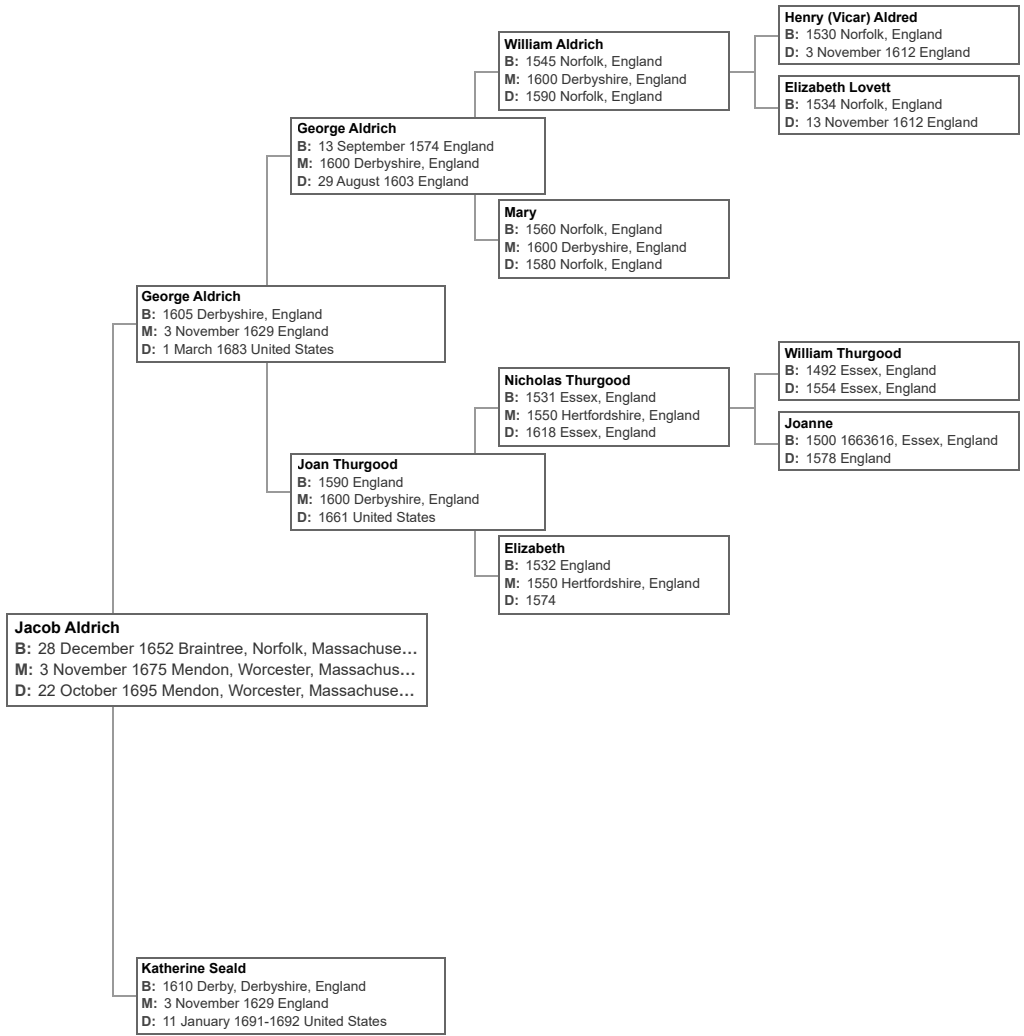 Henry (Vicar) Aldred
B: 1530 Norfolk, England
D: 3 November 1612 England
William Aldrich
B: 1545 Norfolk, England
M: 1600 Derbyshire, England
D: 1590 Norfolk, England
Elizabeth Lovett
B: 1534 Norfolk, England
D: 13 November 1612 England
George Aldrich
B: 13 September 1574 England
M: 1600 Derbyshire, England
D: 29 August 1603 England
Mary
B: 1560 Norfolk, England
M: 1600 Derbyshire, England
D: 1580 Norfolk, England
George Aldrich
B: 1605 Derbyshire, England
M: 3 November 1629 England
D: 1 March 1683 United States
William Thurgood
B: 1492 Essex, England
D: 1554 Essex, England
Nicholas Thurgood
B: 1531 Essex, England
M: 1550 Hertfordshire, England
D: 1618 Essex, England
Joanne
B: 1500 1663616, Essex, England
D: 1578 England
Joan Thurgood
B: 1590 England
M: 1600 Derbyshire, England
D: 1661 United States
Elizabeth
B: 1532 England
M: 1550 Hertfordshire, England
D: 1574
Jacob Aldrich
B: 28 December 1652 Braintree, Norfolk, Massachuse...
M: 3 November 1675 Mendon, Worcester, Massachus...
D: 22 October 1695 Mendon, Worcester, Massachuse...
Katherine Seald
B: 1610 Derby, Derbyshire, England
M: 3 November 1629 England
D: 11 January 1691-1692 United States